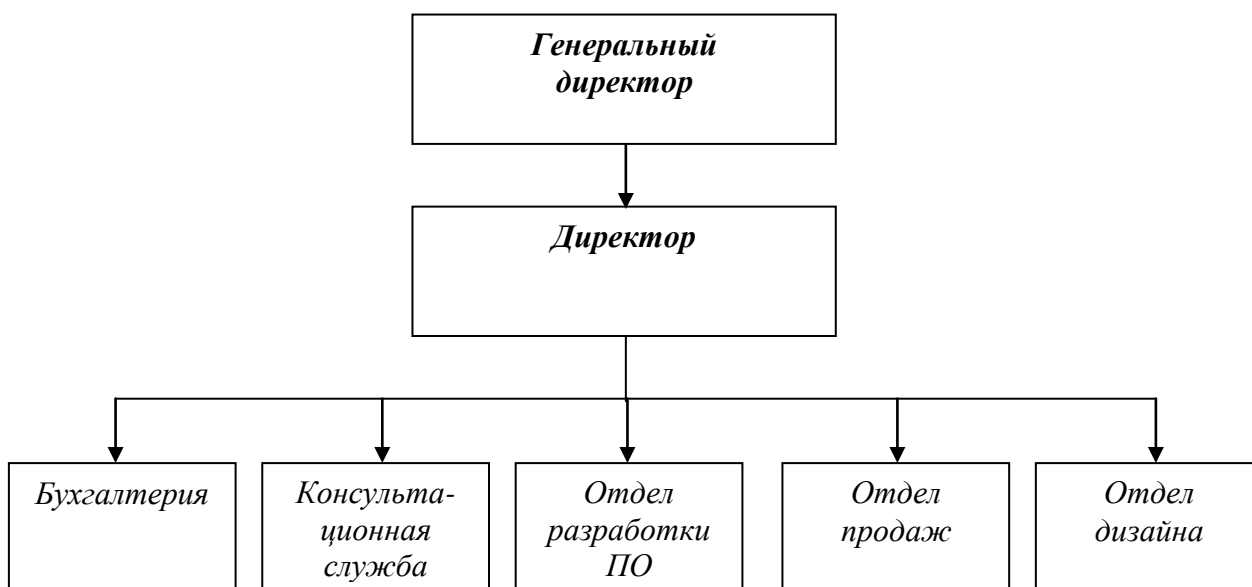 Генеральный
директор
Директор
Бухгалтерия
Консульта-
ционная
служба
Отдел
разработки
ПО
Отдел
продаж
Отдел
дизайна